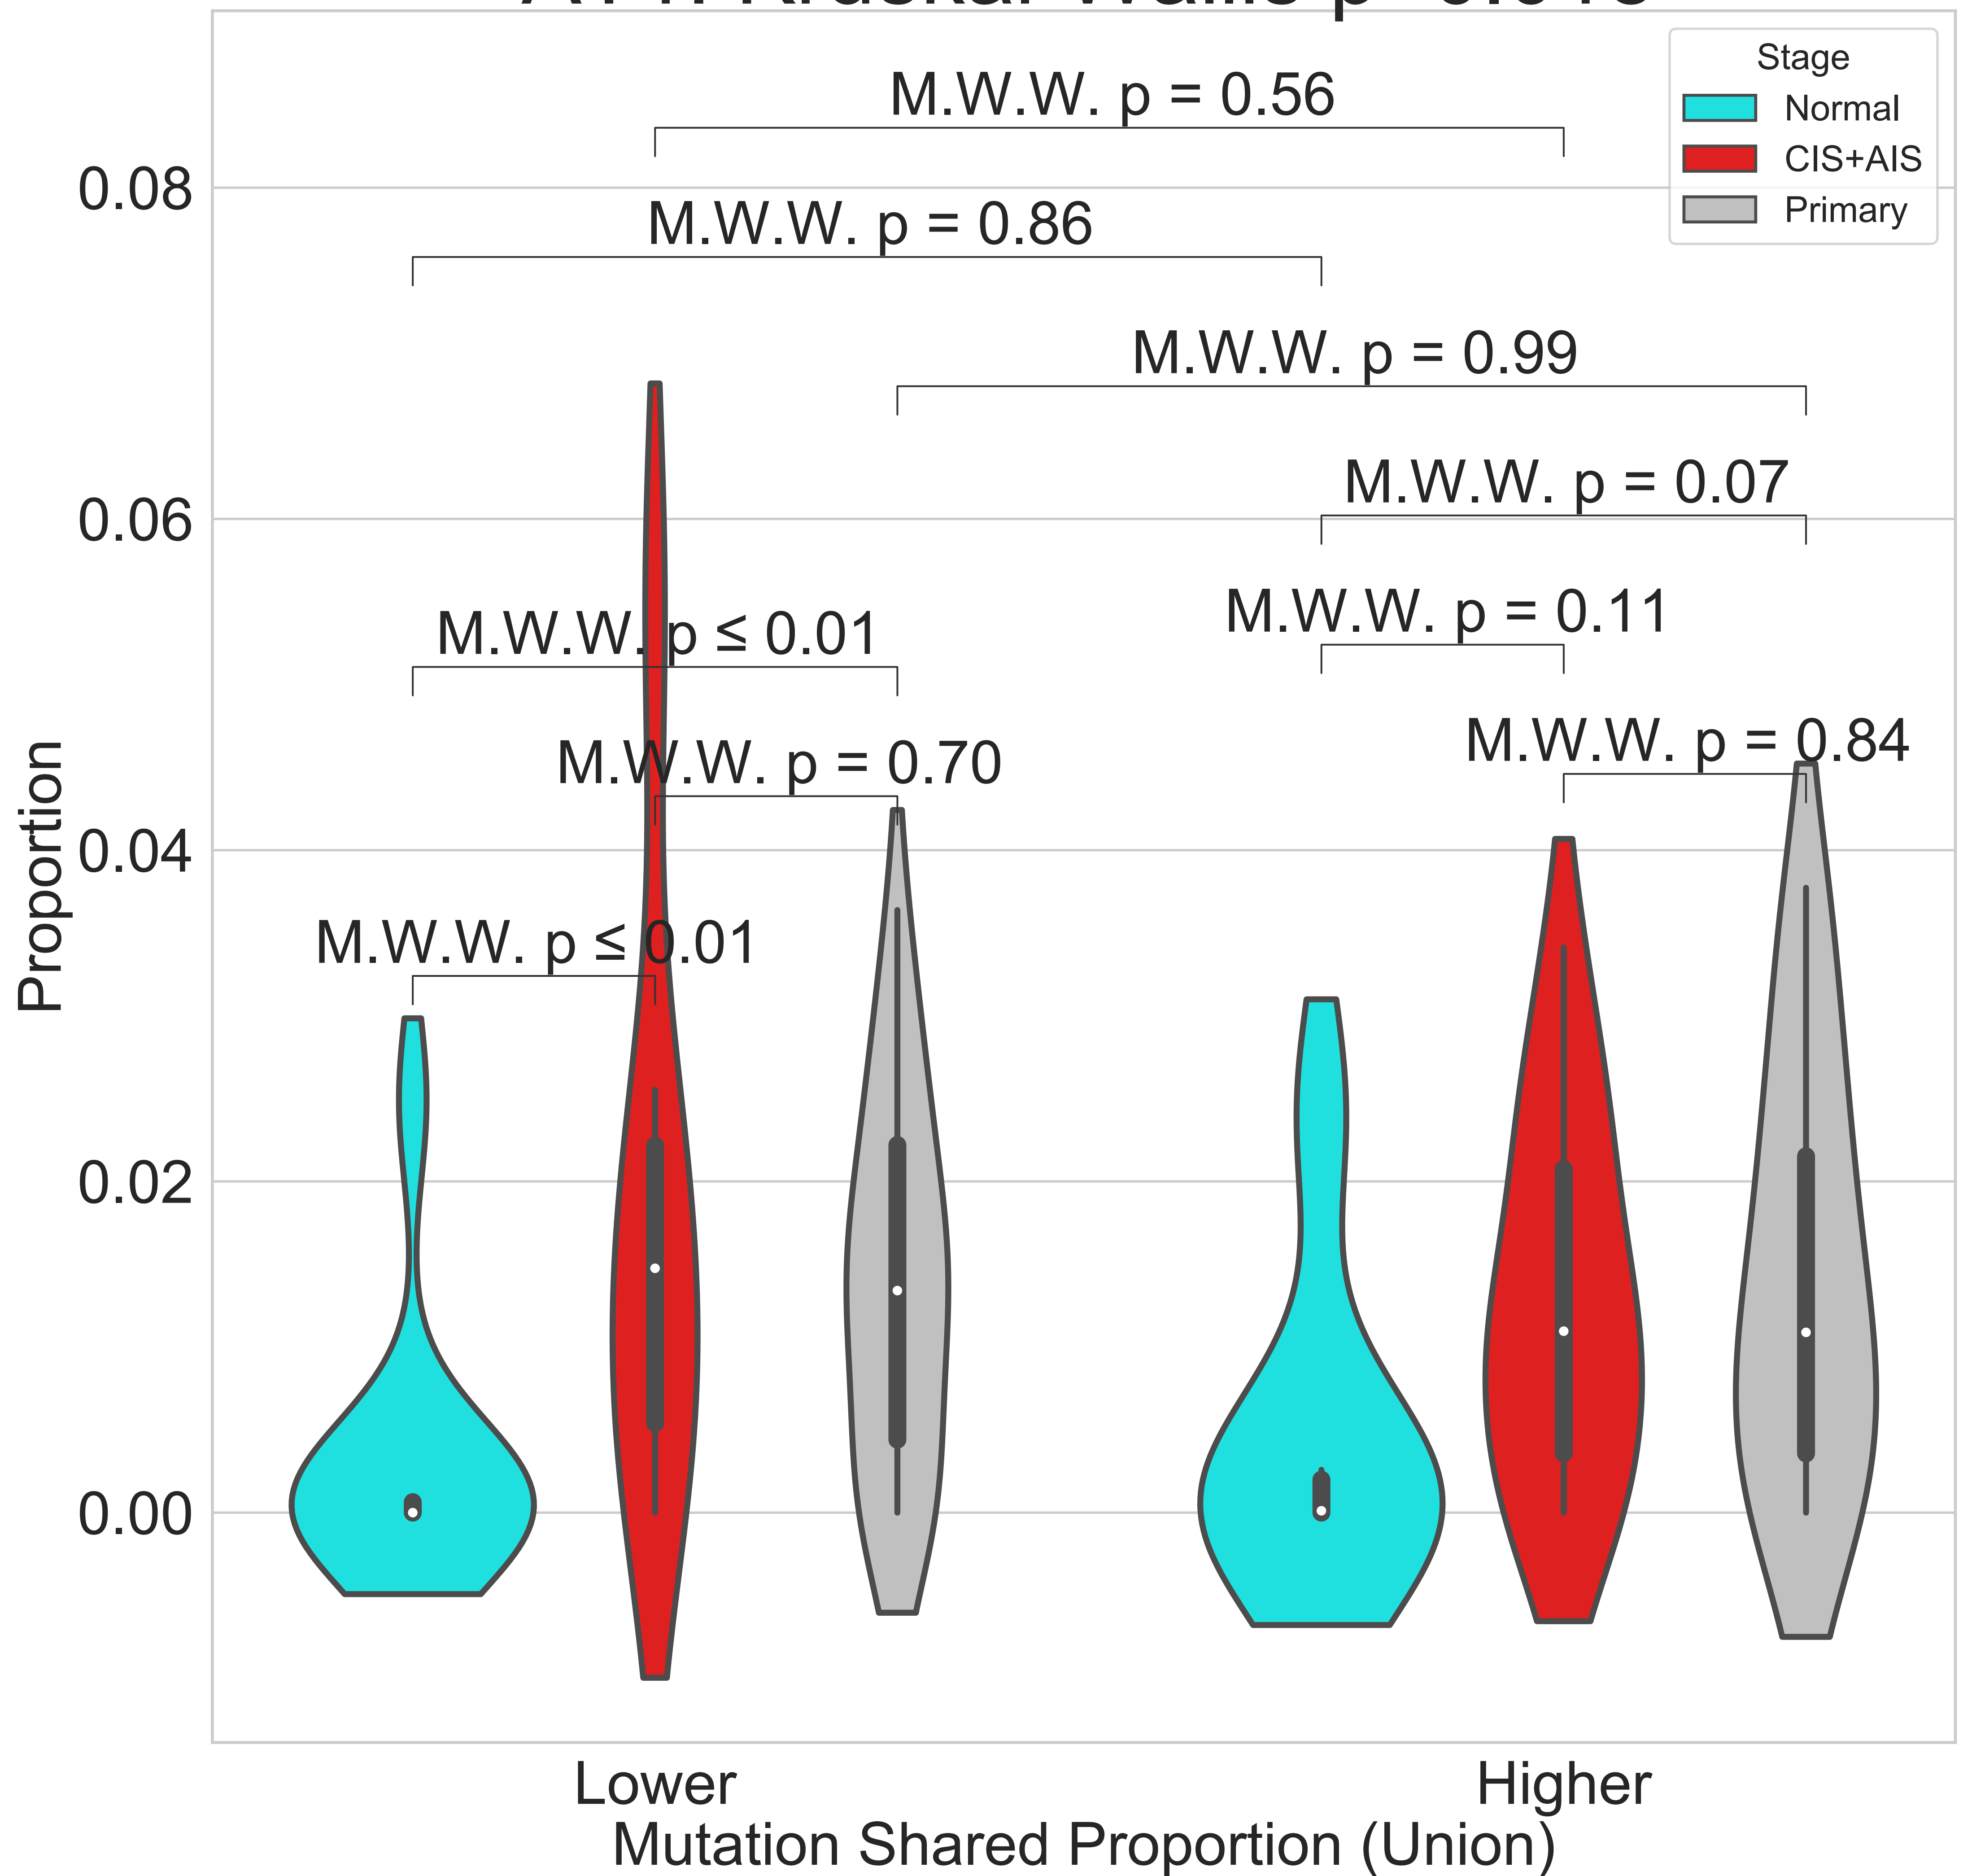 M.W.W. p = 0.56
Stage
Normal
CIS+AIS
Primary
0.08
M.W.W. p = 0.86
M.W.W. p = 0.99
M.W.W. p = 0.07
0.06
M.W.W. p ≤ 0.01
M.W.W. p = 0.11
M.W.W. p = 0.70
M.W.W. p = 0.84
0.04
M.W.W. p ≤ 0.01
0.02
0.00
Proportion
Lower
Higher
Mutation Shared Proportion (Union)